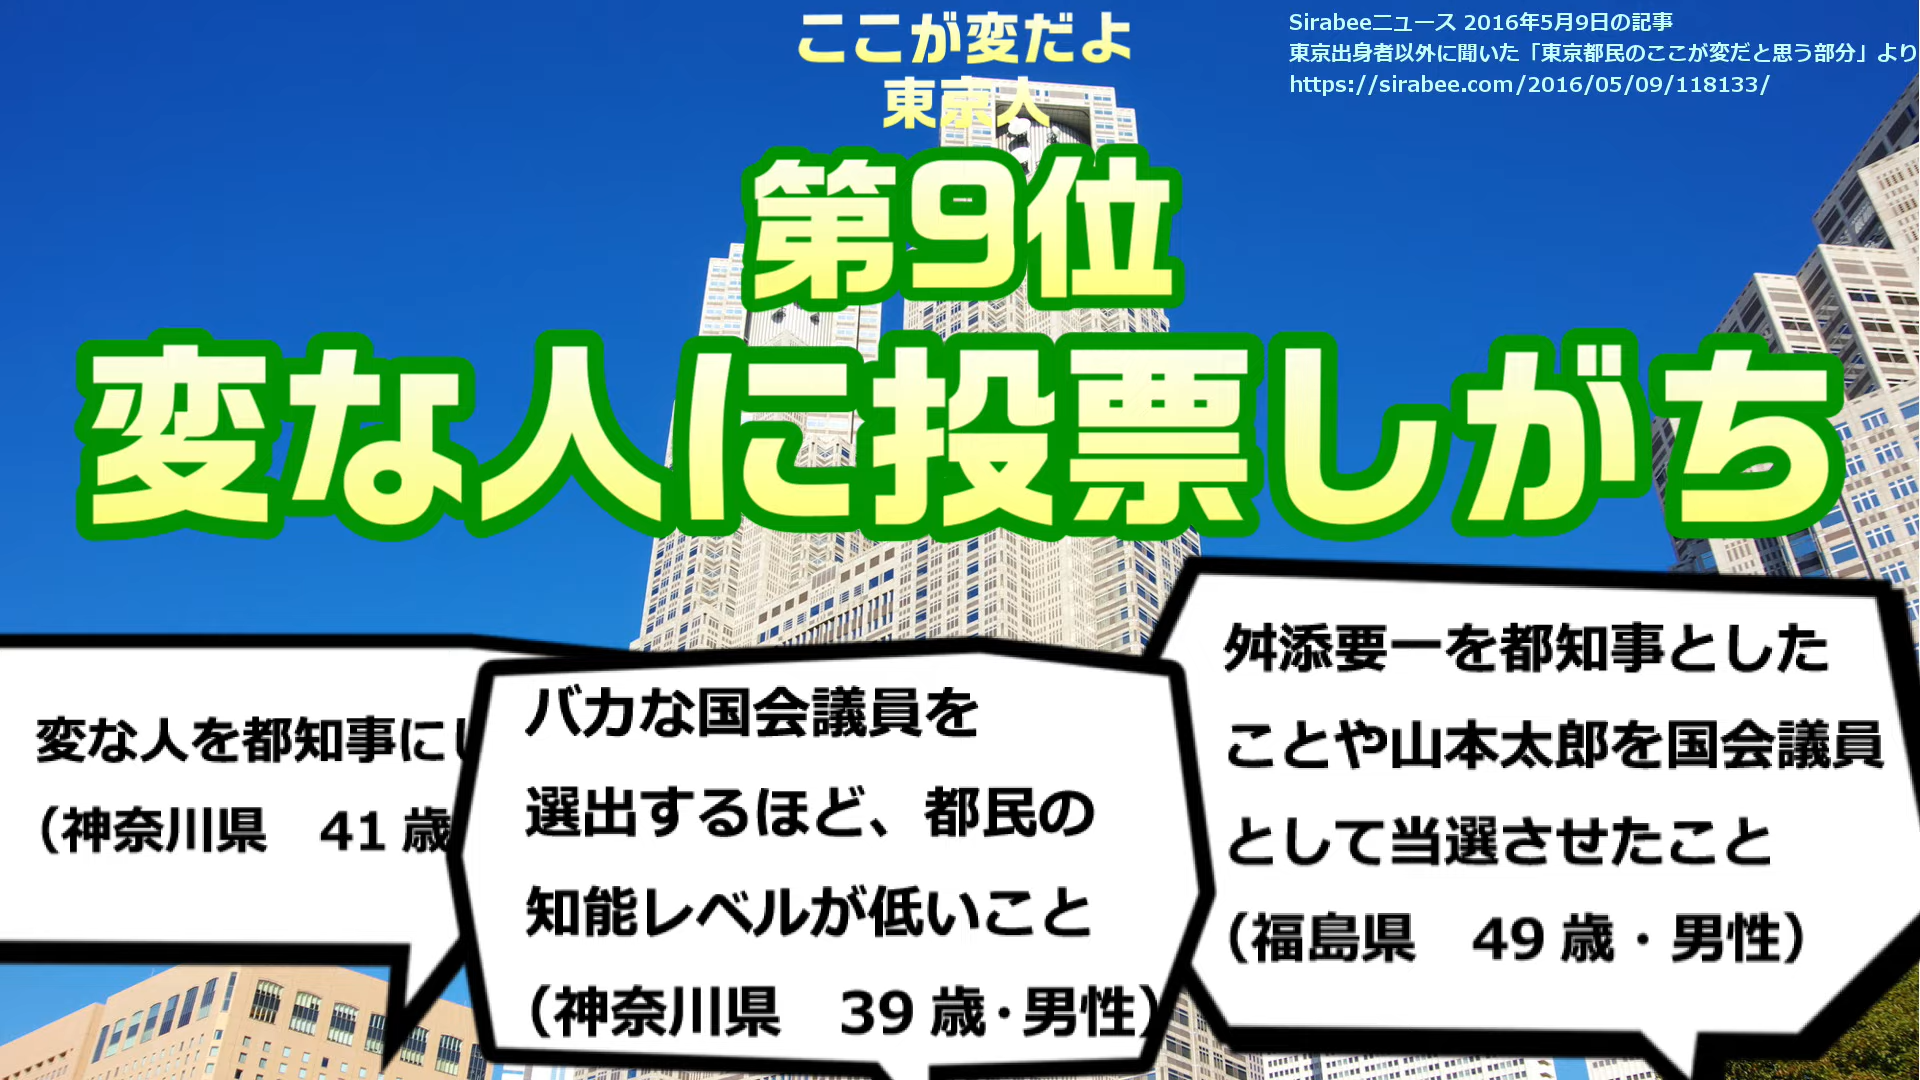 ここが変だよ
東京人
Sirabeeニュース 2016年5月9日の記事
東京出身者以外に聞いた「東京都民のここが変だと思う部分」より
https://sirabee.com/2016/05/09/118133/
第9位
変な人に投票しがち
変な人を都知事にし
（神奈川県　41歳
バカな国会議員を
選出するほど、都民の
知能レベルが低いこと
（神奈川県　39歳・男性）
舛添要一を都知事とした
ことや山本太郎を国会議員
として当選させたこと
（福島県　49歳・男性）